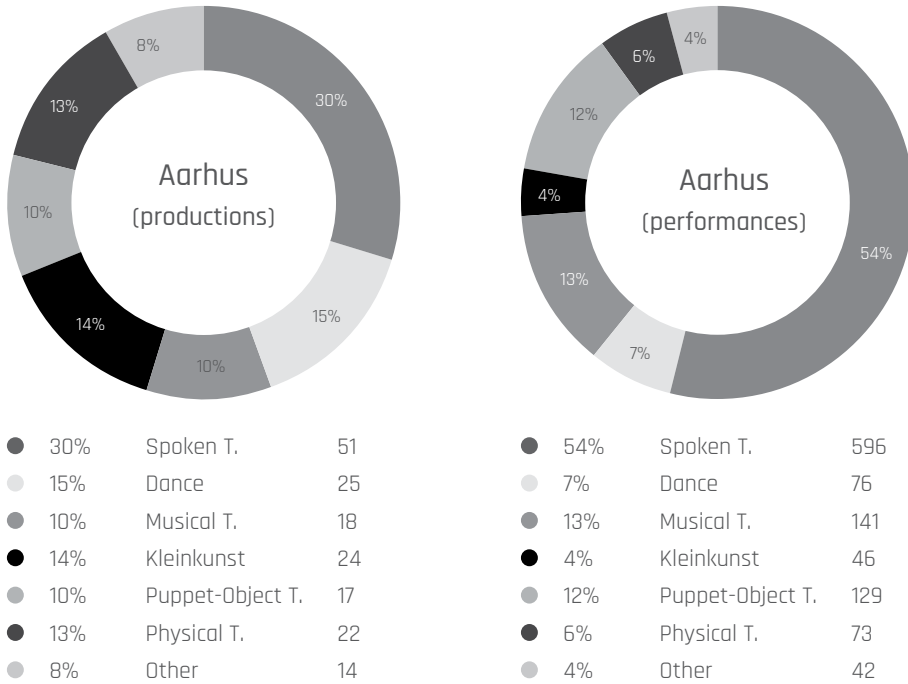 8%
30%
13%
10%
14%
10%
15%
Aarhus
(productions)
30% Spoken T. 51
15% Dance 25
10% Musical T. 18
14% Kleinkunst 24
10% Puppet-Object T. 17
13% Physical T. 22
8% Other 14
4%
6%
12%
4%
13%
7%
54%
Aarhus
(performances)
54% Spoken T. 596
7% Dance 76
13% Musical T. 141
4% Kleinkunst 46
12% Puppet-Object T. 129
6% Physical T. 73
4% Other 42